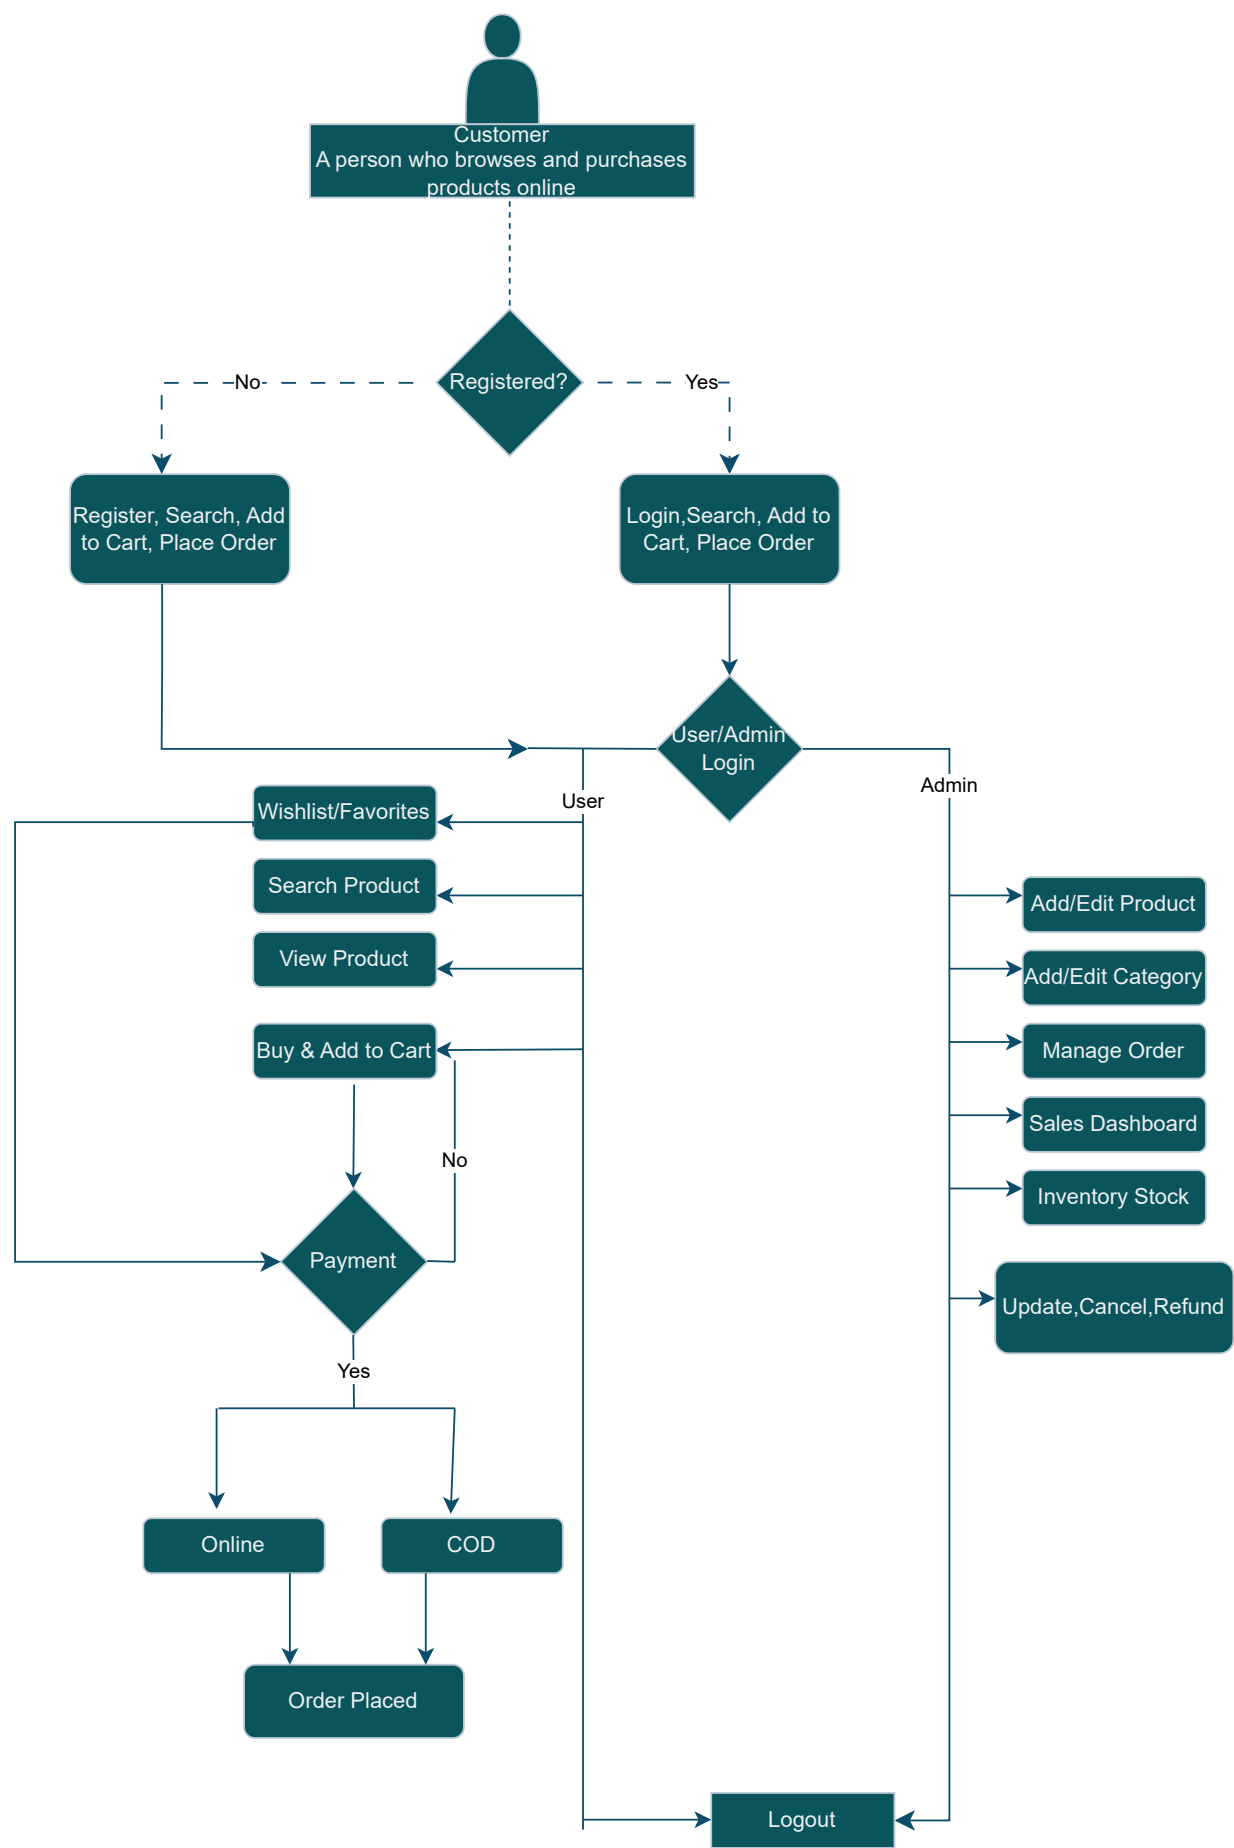 Customer
A person who browses and purchases
products online
Registered?
No
Yes
Register, Search, Add
to Cart, Place Order
Login,Search, Add to
Cart, Place Order
User/Admin
Login
User
Admin
Wishlist/Favorites
Search Product
View Product
Buy & Add to Cart
No
Payment
Yes
Online
COD
Order Placed
Add/Edit Product
Add/Edit Category
Manage Order
Sales Dashboard
Inventory Stock
Update,Cancel,Refund
Logout